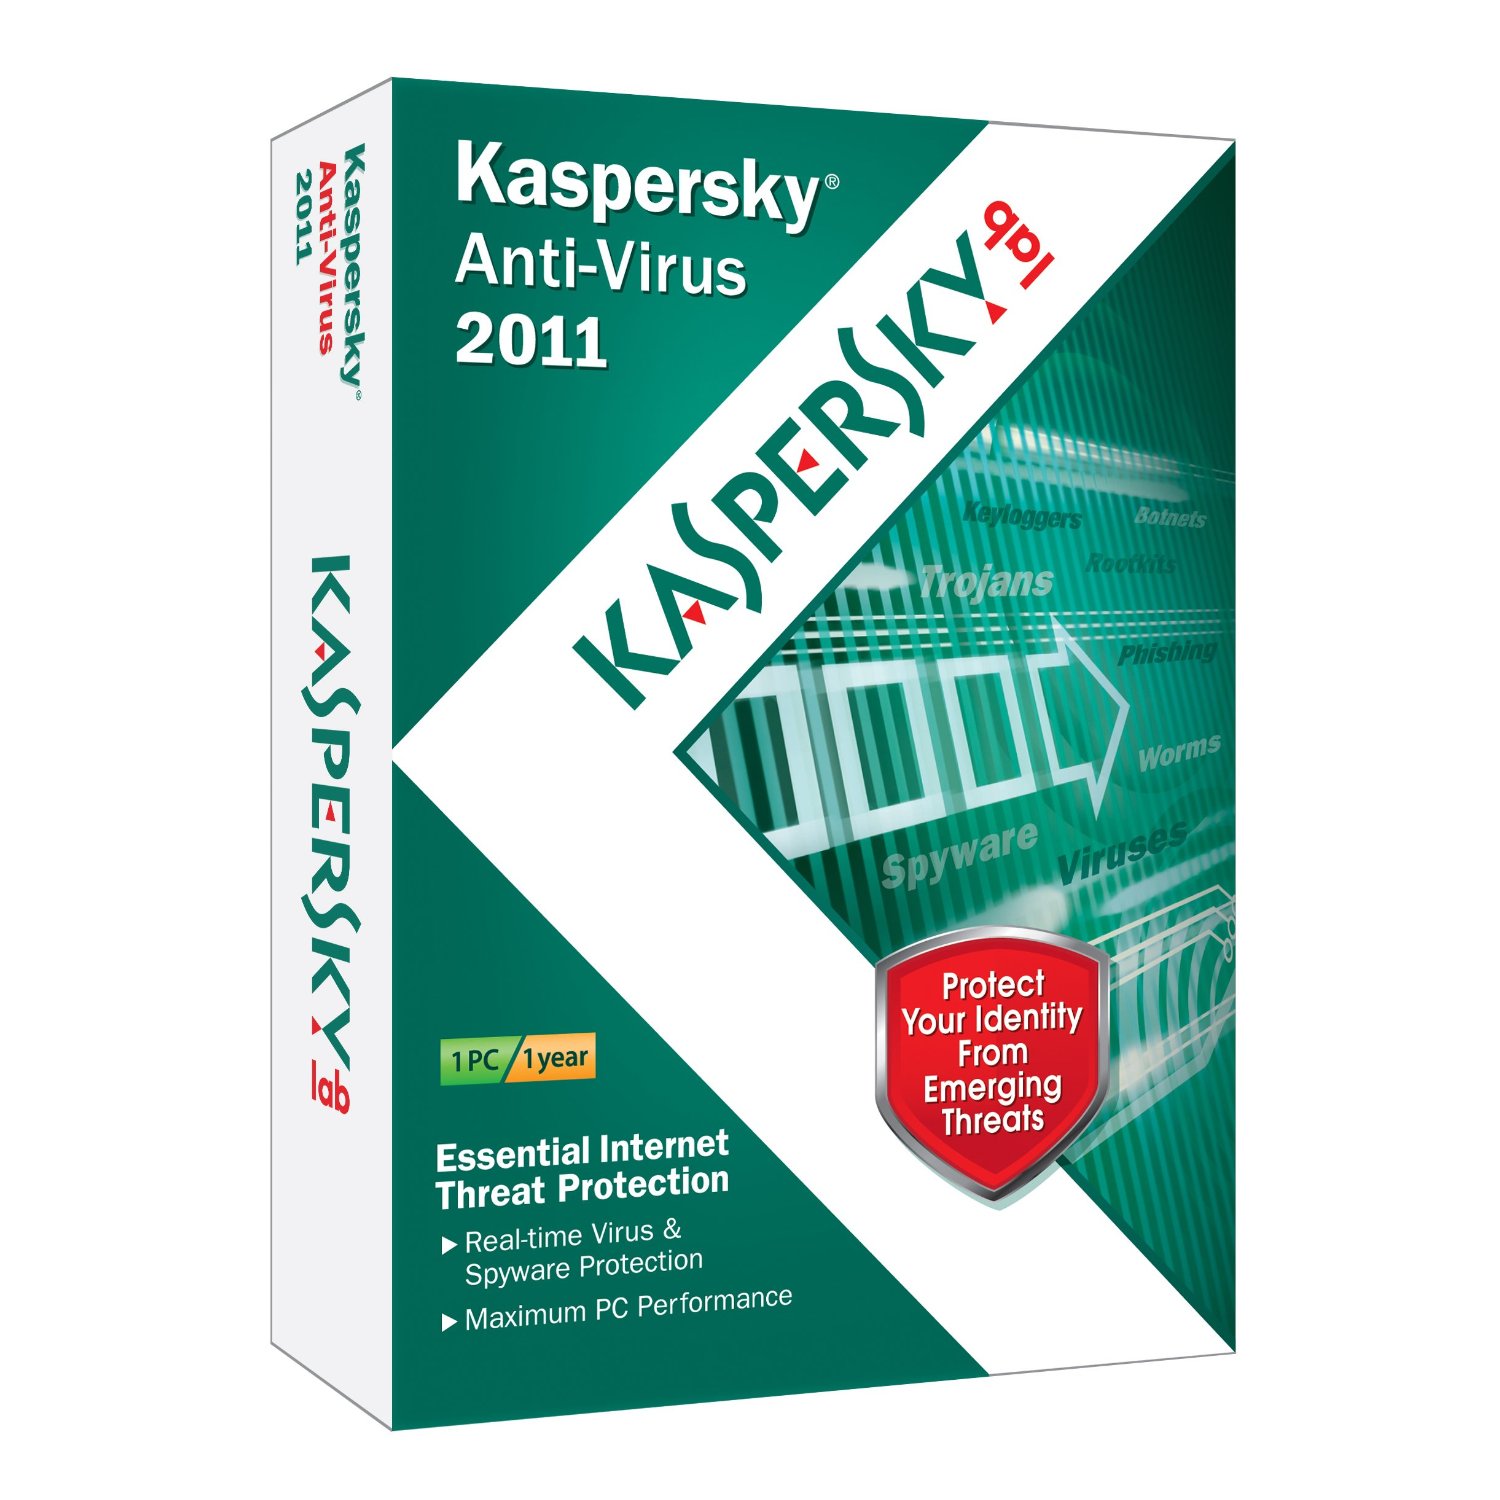 Kaspersky®
Anti-Virus
2011
KASPERSKY lab
Kaspersky®
Anti-Virus
2011
KASPERSKY lab
Keyloggers
Botnets
Rootkits
Trojans
Phishing
Worms
Spyware
Viruses
Protect
Your Identity
From
Emerging
Threats
1 PC / 1 year
Essential Internet
Threat Protection
Real-time Virus &
Spyware Protection
Maximum PC Performance